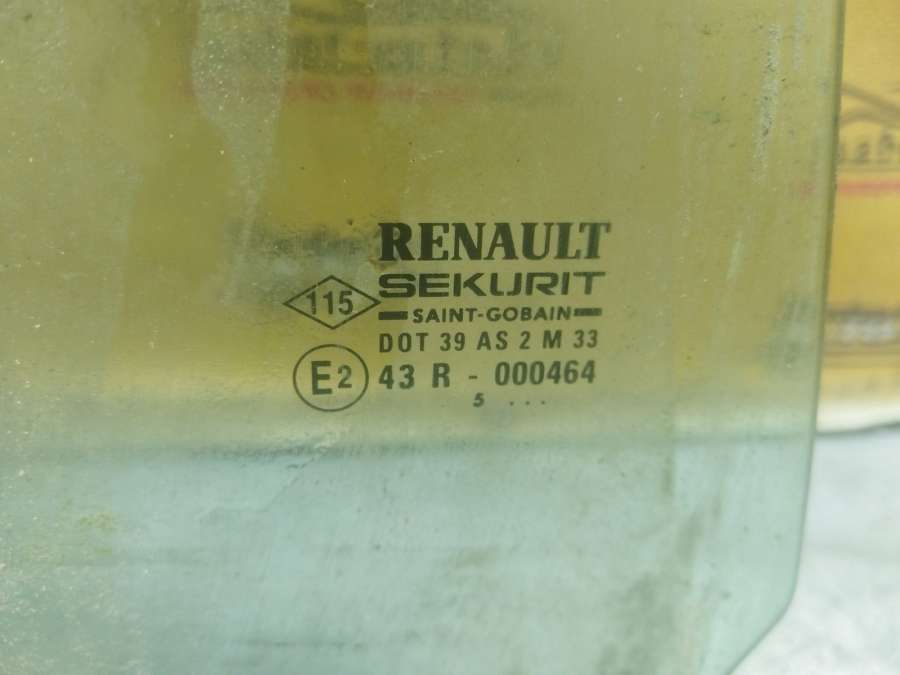 RENAULT
115
SEKURIT
SAINT-GOBAIN
DOT 39 AS 2 M 33
E2 43 R - 000464
5 ...